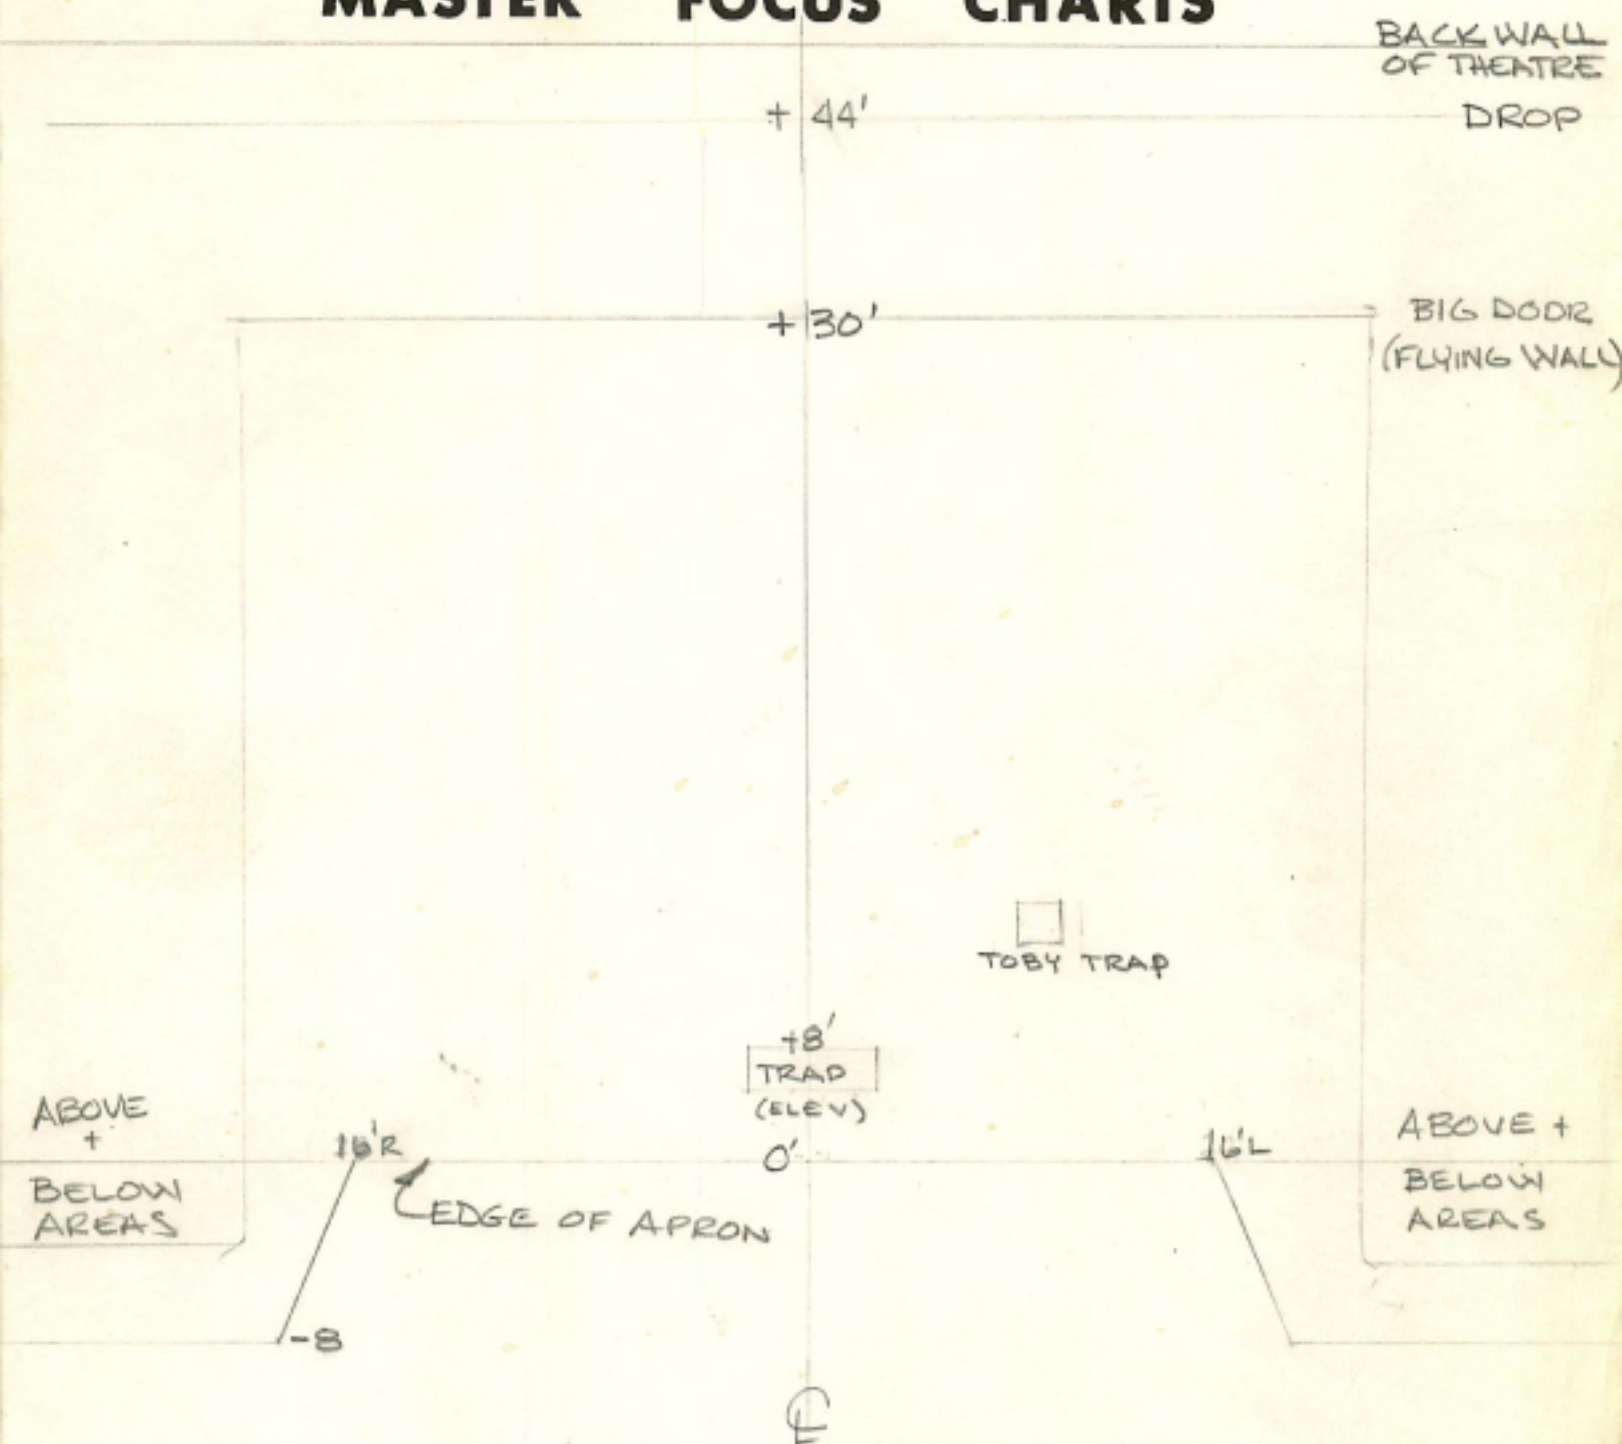 MASTER FOCUS CHARTS
BACK WALL
OF THEATRE
+44'
DROP
+30'
BIG DOOR
(FLYING WALL)
TOBY TRAP
+8'
TRAP
(ELEV)
ABOVE
+
BELOW
AREAS
16'R
0'
16'L
ABOVE +
BELOW
AREAS
EDGE OF APRON
-8
℄